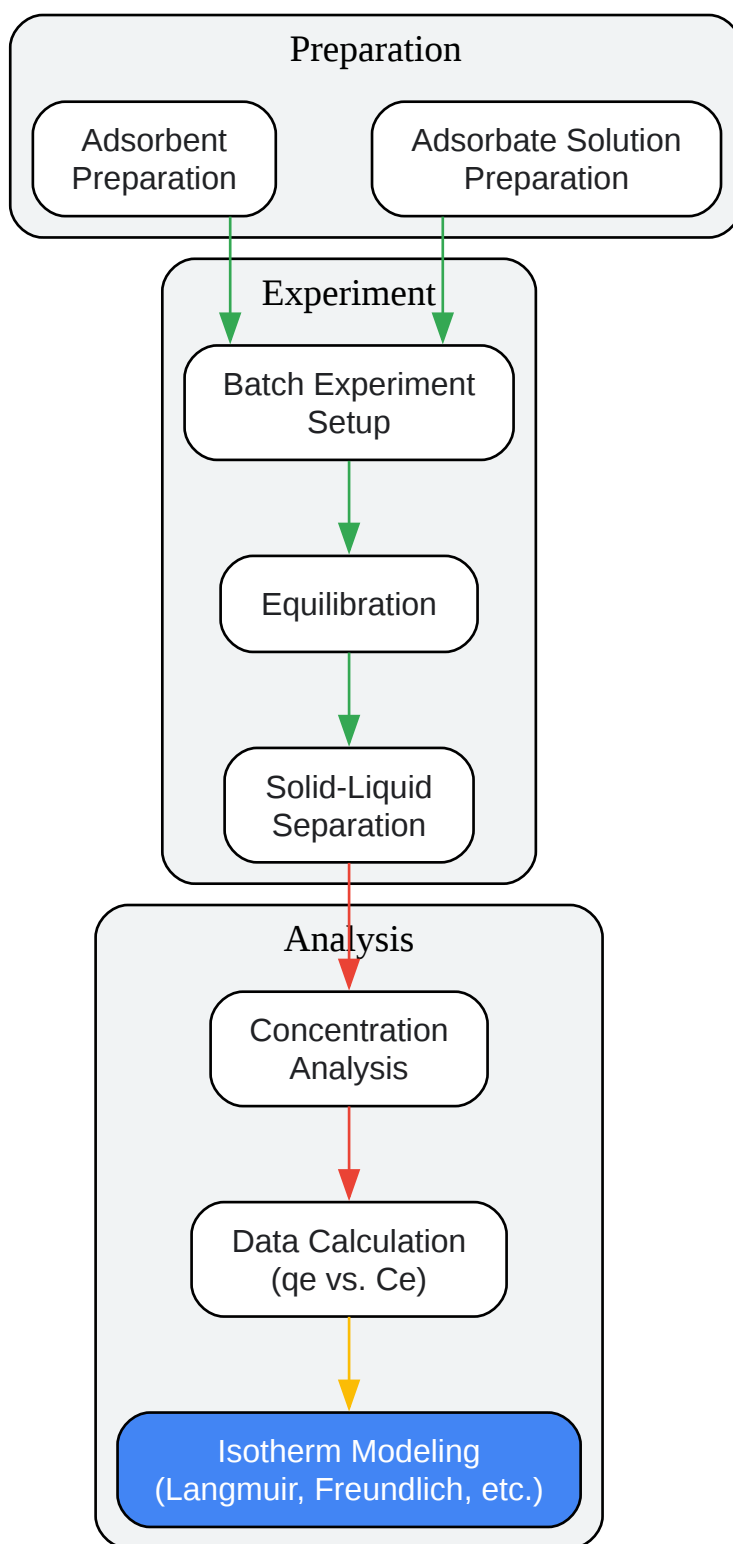 Preparation
Adsorbent
Preparation
Adsorbate Solution
Preparation
Experiment
Batch Experiment
Setup
Equilibration
Solid-Liquid
Separation
Analysis
Concentration
Analysis
Data Calculation
(qe vs. Ce)
Isotherm Modeling
(Langmuir, Freundlich, etc.)